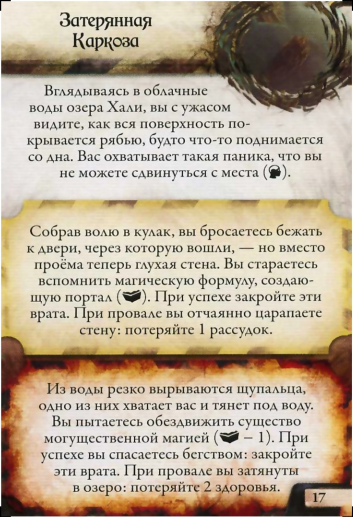 Затерянная
Каркоза
Вглядываясь в облачные
воды озера Хали, вы с ужасом
видите, как вся поверхность по-
крывается рябью, будто что-то поднимается
со дна. Вас охватывает такая паника, что вы
не можете сдвинуться с места ( ).
Собрав волю в кулак, вы бросаетесь бежать
к двери, через которую вошли, — но вместо
проёма теперь глухая стена. Вы стараетесь
вспомнить магическую формулу, создаю-
щую портал ( ). При успехе закройте эти
врата. При провале вы отчаянно царапаете
стену: потеряйте 1 рассудок.
Из воды резко вырываются щупальца,
одно из них хватает вас и тянет под воду.
Вы пытаетесь обездвижить существо
могущественной магией ( − 1). При
успехе вы спасаетесь бегством: закройте
эти врата. При провале вы затянуты
в озеро: потеряйте 2 здоровья.
17